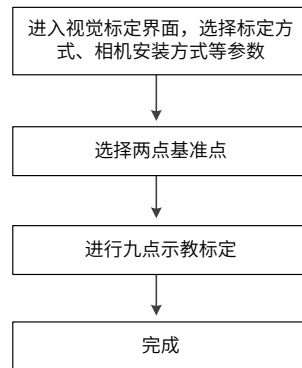 进入视觉标定界面，选择标定方
式、相机安装方式等参数
选择两点基准点
进行九点示教标定
完成